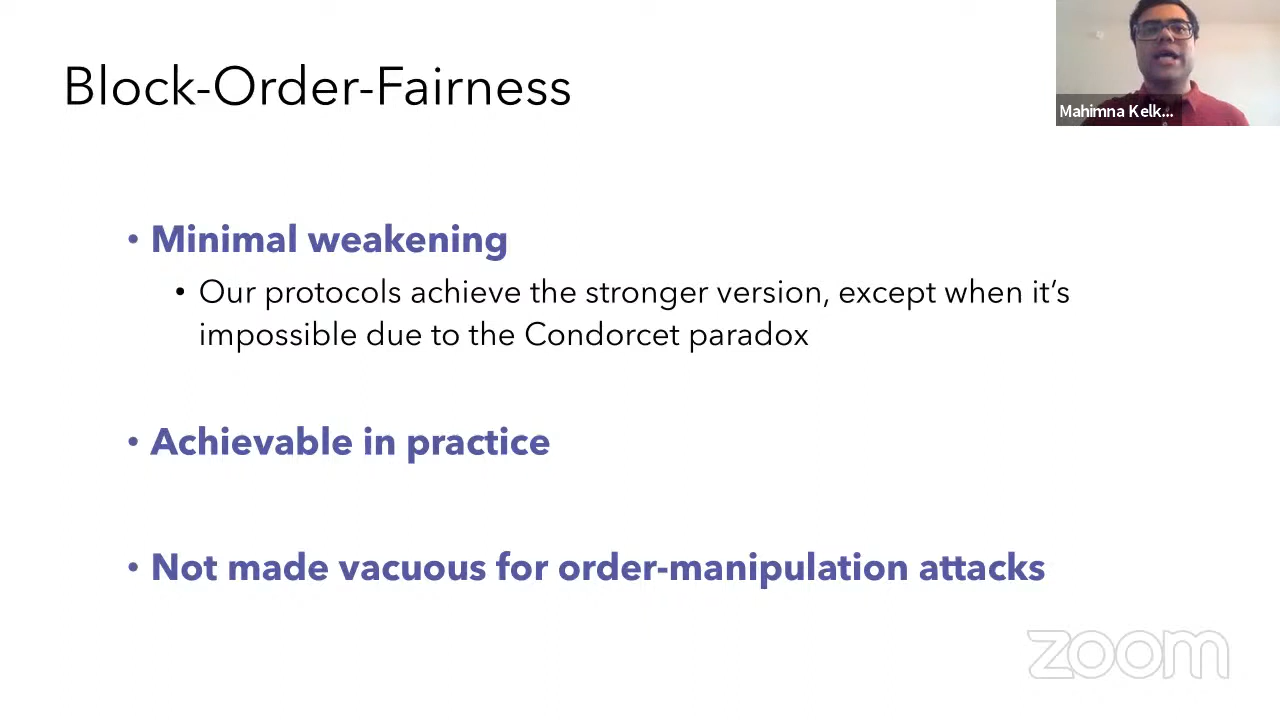 Block-Order-Fairness
Mahimna Kelk...
• Minimal weakening
• Our protocols achieve the stronger version, except when it’s
impossible due to the Condorcet paradox
• Achievable in practice
• Not made vacuous for order-manipulation attacks
zoom